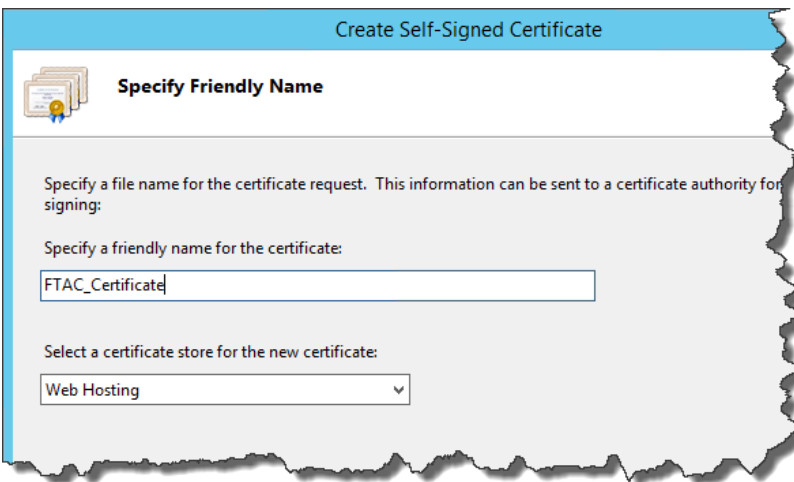 Create Self-Signed Certificate
Specify Friendly Name
Specify a file name for the certificate request.  This information can be sent to a certificate authority for
signing:
Specify a friendly name for the certificate:
FTAC_Certificate
Select a certificate store for the new certificate:
Web Hosting